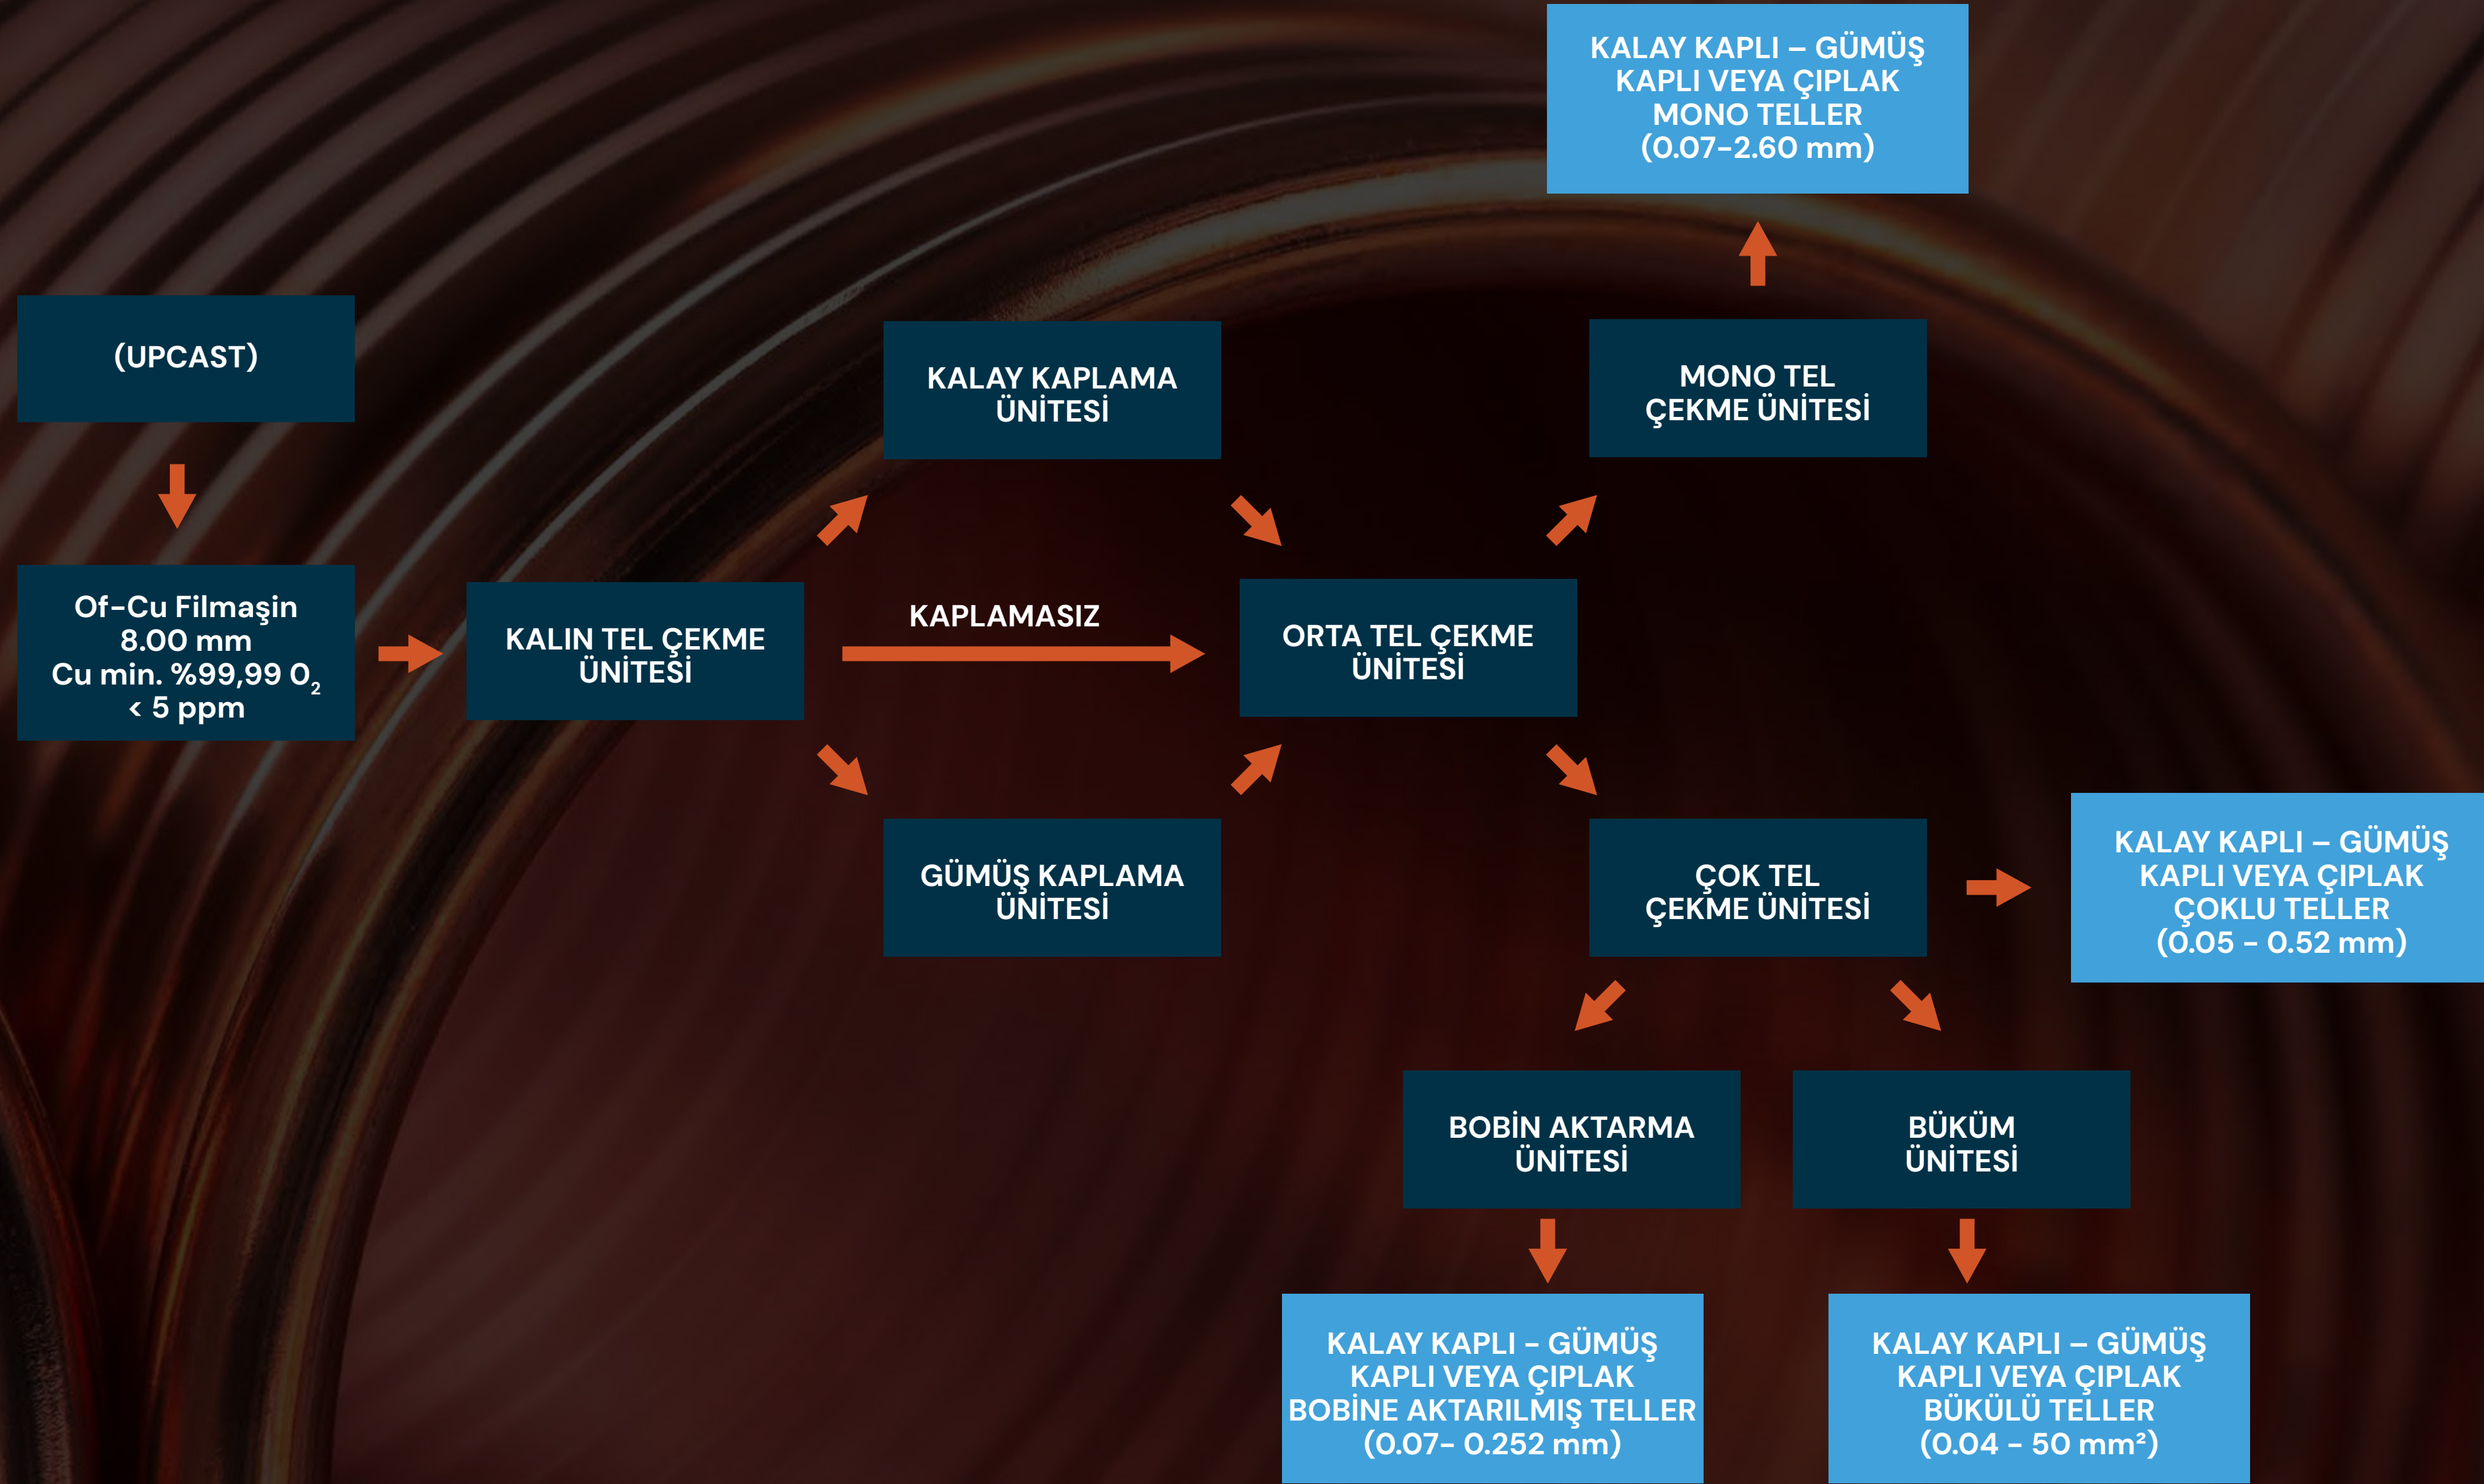 KALAY KAPLI – GÜMÜŞ
KAPLI VEYA ÇIPLAK
MONO TELLER
(0.07-2.60 mm)
(UPCAST)
KALAY KAPLAMA
ÜNİTESİ
MONO TEL
ÇEKME ÜNİTESİ
Of-Cu Filmaşin
8.00 mm
Cu min. %99,99 0₂
< 5 ppm
KALIN TEL ÇEKME
ÜNİTESİ
KAPLAMASIZ
ORTA TEL ÇEKME
ÜNİTESİ
GÜMÜŞ KAPLAMA
ÜNİTESİ
ÇOK TEL
ÇEKME ÜNİTESİ
KALAY KAPLI – GÜMÜŞ
KAPLI VEYA ÇIPLAK
ÇOKLU TELLER
(0.05 - 0.52 mm)
BOBİN AKTARMA
ÜNİTESİ
BÜKÜM
ÜNİTESİ
KALAY KAPLI - GÜMÜŞ
KAPLI VEYA ÇIPLAK
BOBİNE AKTARILMIŞ TELLER
(0.07- 0.252 mm)
KALAY KAPLI – GÜMÜŞ
KAPLI VEYA ÇIPLAK
BÜKÜLÜ TELLER
(0.04 - 50 mm²)